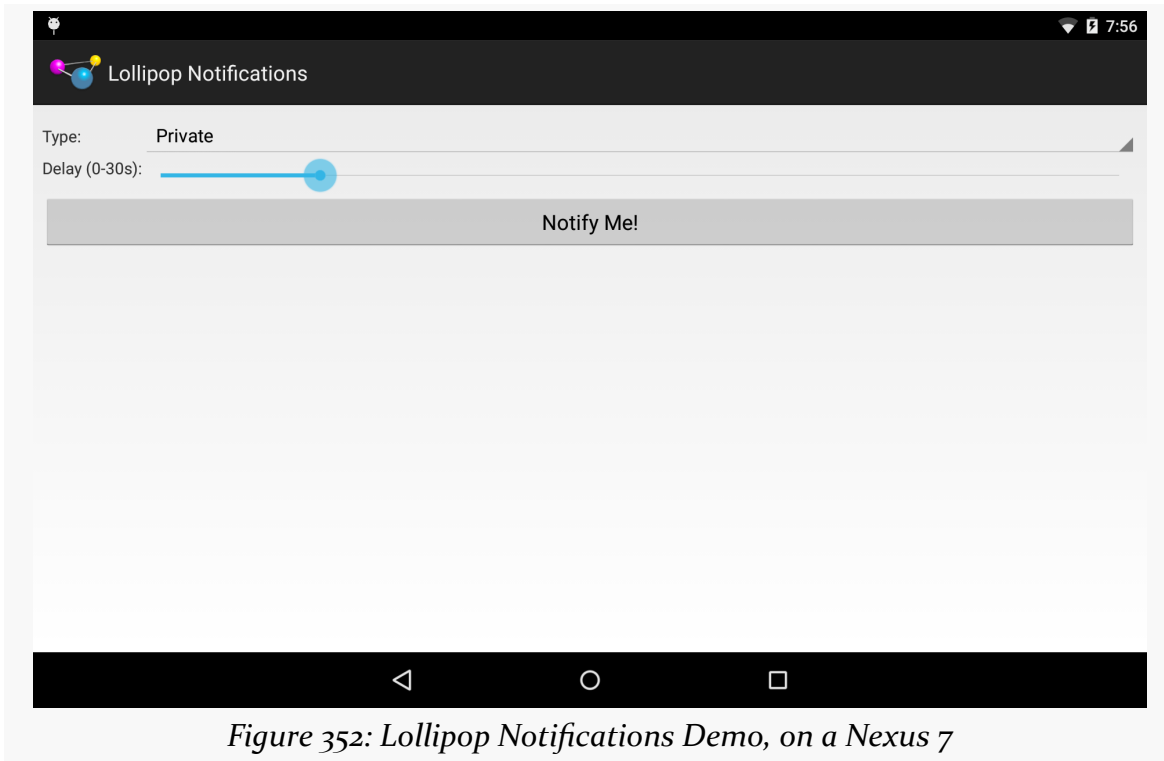 7:56
Lollipop Notifications
Type: Private
Delay (0-30s):
Notify Me!
Figure 352: Lollipop Notifications Demo, on a Nexus 7